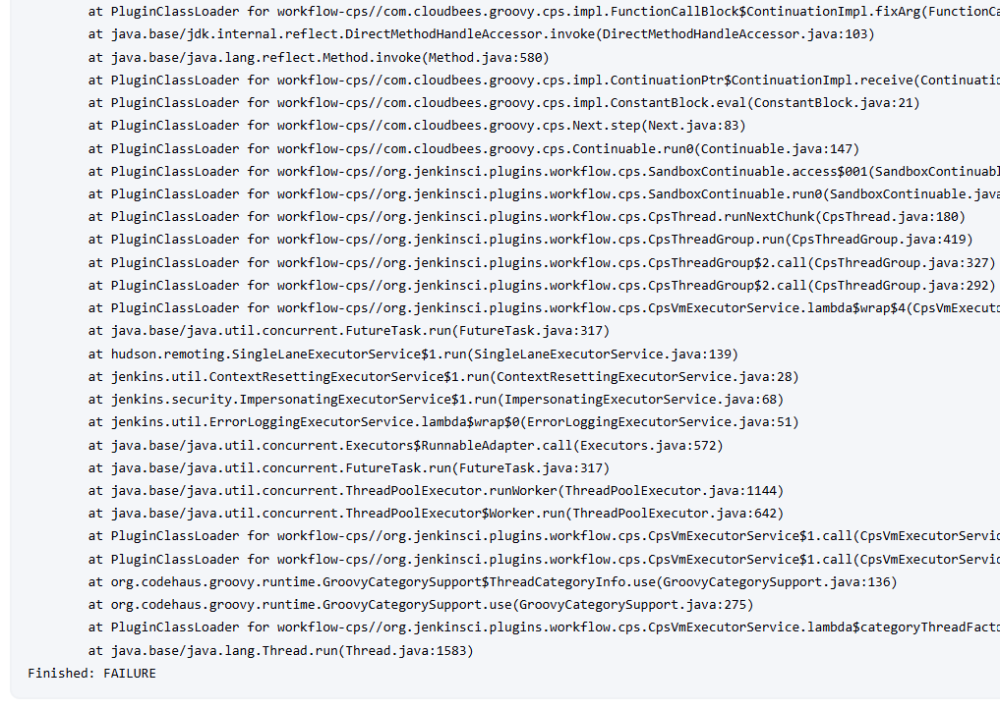 at PluginClassLoader for workflow-cps//com.cloudbees.groovy.cps.impl.FunctionCallBlock$ContinuationImpl.fixArg(FunctionCa
at java.base/jdk.internal.reflect.DirectMethodHandleAccessor.invoke(DirectMethodHandleAccessor.java:103)
at java.base/java.lang.reflect.Method.invoke(Method.java:580)
at PluginClassLoader for workflow-cps//com.cloudbees.groovy.cps.impl.ContinuationPtr$ContinuationImpl.receive(Continuatio
at PluginClassLoader for workflow-cps//com.cloudbees.groovy.cps.impl.ConstantBlock.eval(ConstantBlock.java:21)
at PluginClassLoader for workflow-cps//com.cloudbees.groovy.cps.Next.step(Next.java:83)
at PluginClassLoader for workflow-cps//com.cloudbees.groovy.cps.Continuable.run0(Continuable.java:147)
at PluginClassLoader for workflow-cps//org.jenkinsci.plugins.workflow.cps.SandboxContinuable.access$001(SandboxContinuabl
at PluginClassLoader for workflow-cps//org.jenkinsci.plugins.workflow.cps.SandboxContinuable.run0(SandboxContinuable.java
at PluginClassLoader for workflow-cps//org.jenkinsci.plugins.workflow.cps.CpsThread.runNextChunk(CpsThread.java:180)
at PluginClassLoader for workflow-cps//org.jenkinsci.plugins.workflow.cps.CpsThreadGroup.run(CpsThreadGroup.java:419)
at PluginClassLoader for workflow-cps//org.jenkinsci.plugins.workflow.cps.CpsThreadGroup$2.call(CpsThreadGroup.java:327)
at PluginClassLoader for workflow-cps//org.jenkinsci.plugins.workflow.cps.CpsThreadGroup$2.call(CpsThreadGroup.java:292)
at PluginClassLoader for workflow-cps//org.jenkinsci.plugins.workflow.cps.CpsVmExecutorService.lambda$wrap$4(CpsVmExecuto
at java.base/java.util.concurrent.FutureTask.run(FutureTask.java:317)
at hudson.remoting.SingleLaneExecutorService$1.run(SingleLaneExecutorService.java:139)
at jenkins.util.ContextResettingExecutorService$1.run(ContextResettingExecutorService.java:28)
at jenkins.security.ImpersonatingExecutorService$1.run(ImpersonatingExecutorService.java:68)
at jenkins.util.ErrorLoggingExecutorService.lambda$wrap$0(ErrorLoggingExecutorService.java:51)
at java.base/java.util.concurrent.Executors$RunnableAdapter.call(Executors.java:572)
at java.base/java.util.concurrent.FutureTask.run(FutureTask.java:317)
at java.base/java.util.concurrent.ThreadPoolExecutor.runWorker(ThreadPoolExecutor.java:1144)
at java.base/java.util.concurrent.ThreadPoolExecutor$Worker.run(ThreadPoolExecutor.java:642)
at PluginClassLoader for workflow-cps//org.jenkinsci.plugins.workflow.cps.CpsVmExecutorService$1.call(CpsVmExecutorServic
at PluginClassLoader for workflow-cps//org.jenkinsci.plugins.workflow.cps.CpsVmExecutorService$1.call(CpsVmExecutorServic
at org.codehaus.groovy.runtime.GroovyCategorySupport$ThreadCategoryInfo.use(GroovyCategorySupport.java:136)
at org.codehaus.groovy.runtime.GroovyCategorySupport.use(GroovyCategorySupport.java:275)
at PluginClassLoader for workflow-cps//org.jenkinsci.plugins.workflow.cps.CpsVmExecutorService.lambda$categoryThreadFacto
at java.base/java.lang.Thread.run(Thread.java:1583)
Finished: FAILURE